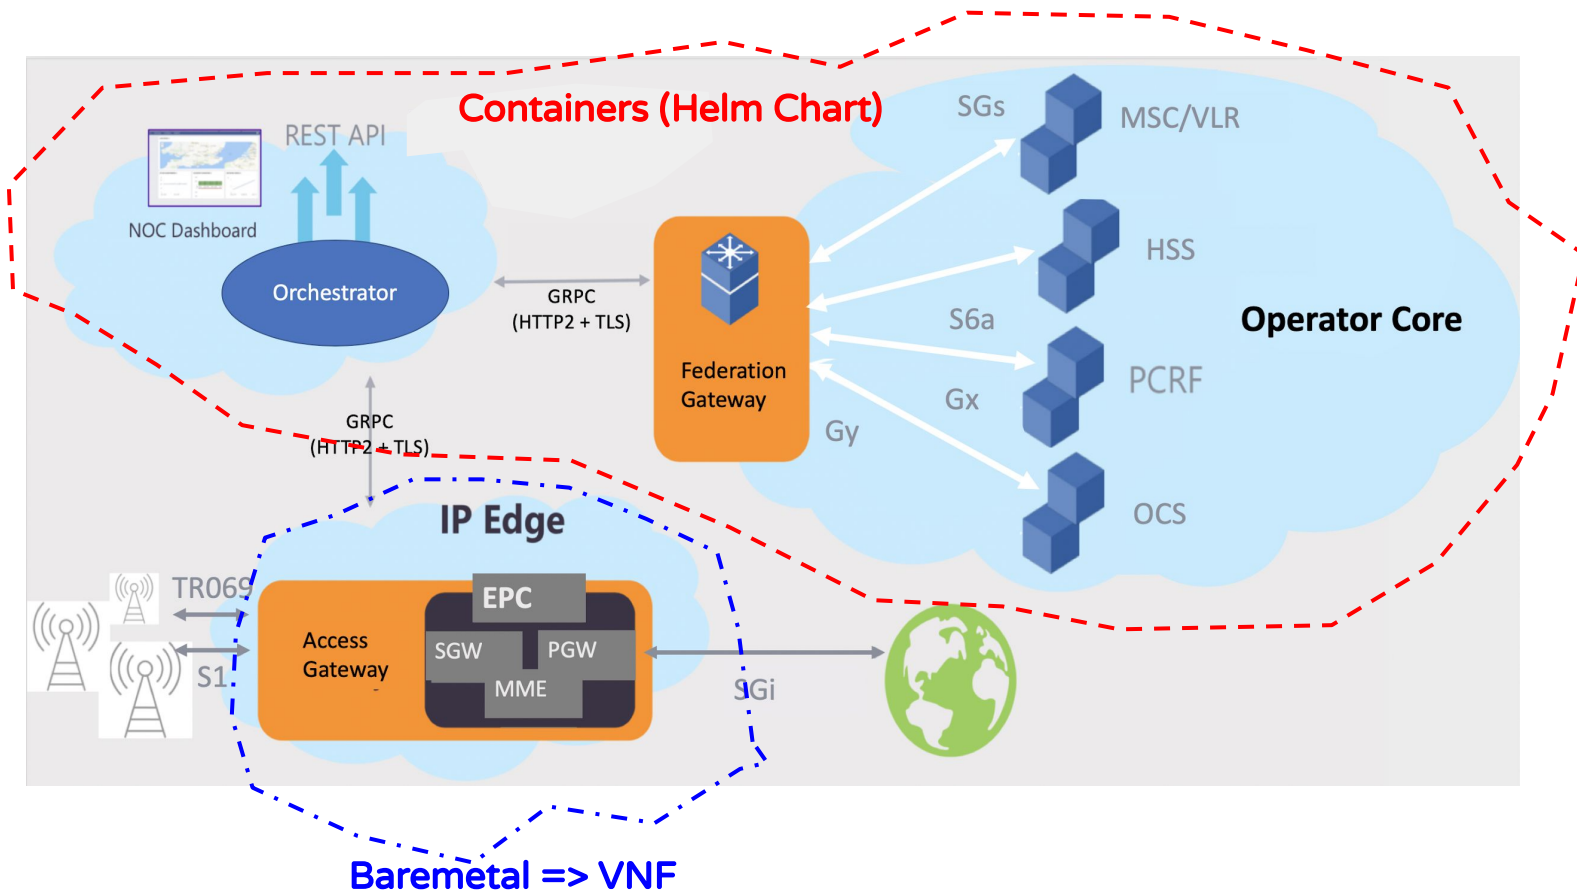 Containers (Helm Chart)
SGs
MSC/VLR
REST API
NOC Dashboard
HSS
Orchestrator
GRPC
(HTTP2 + TLS)
S6a
Operator Core
Federation
Gateway
PCRF
Gx
GRPC
(HTTP2 + TLS)
Gy
OCS
IP Edge
TR069
EPC
Access
Gateway
SGW
PGW
S1
MME
SGi
Baremetal => VNF